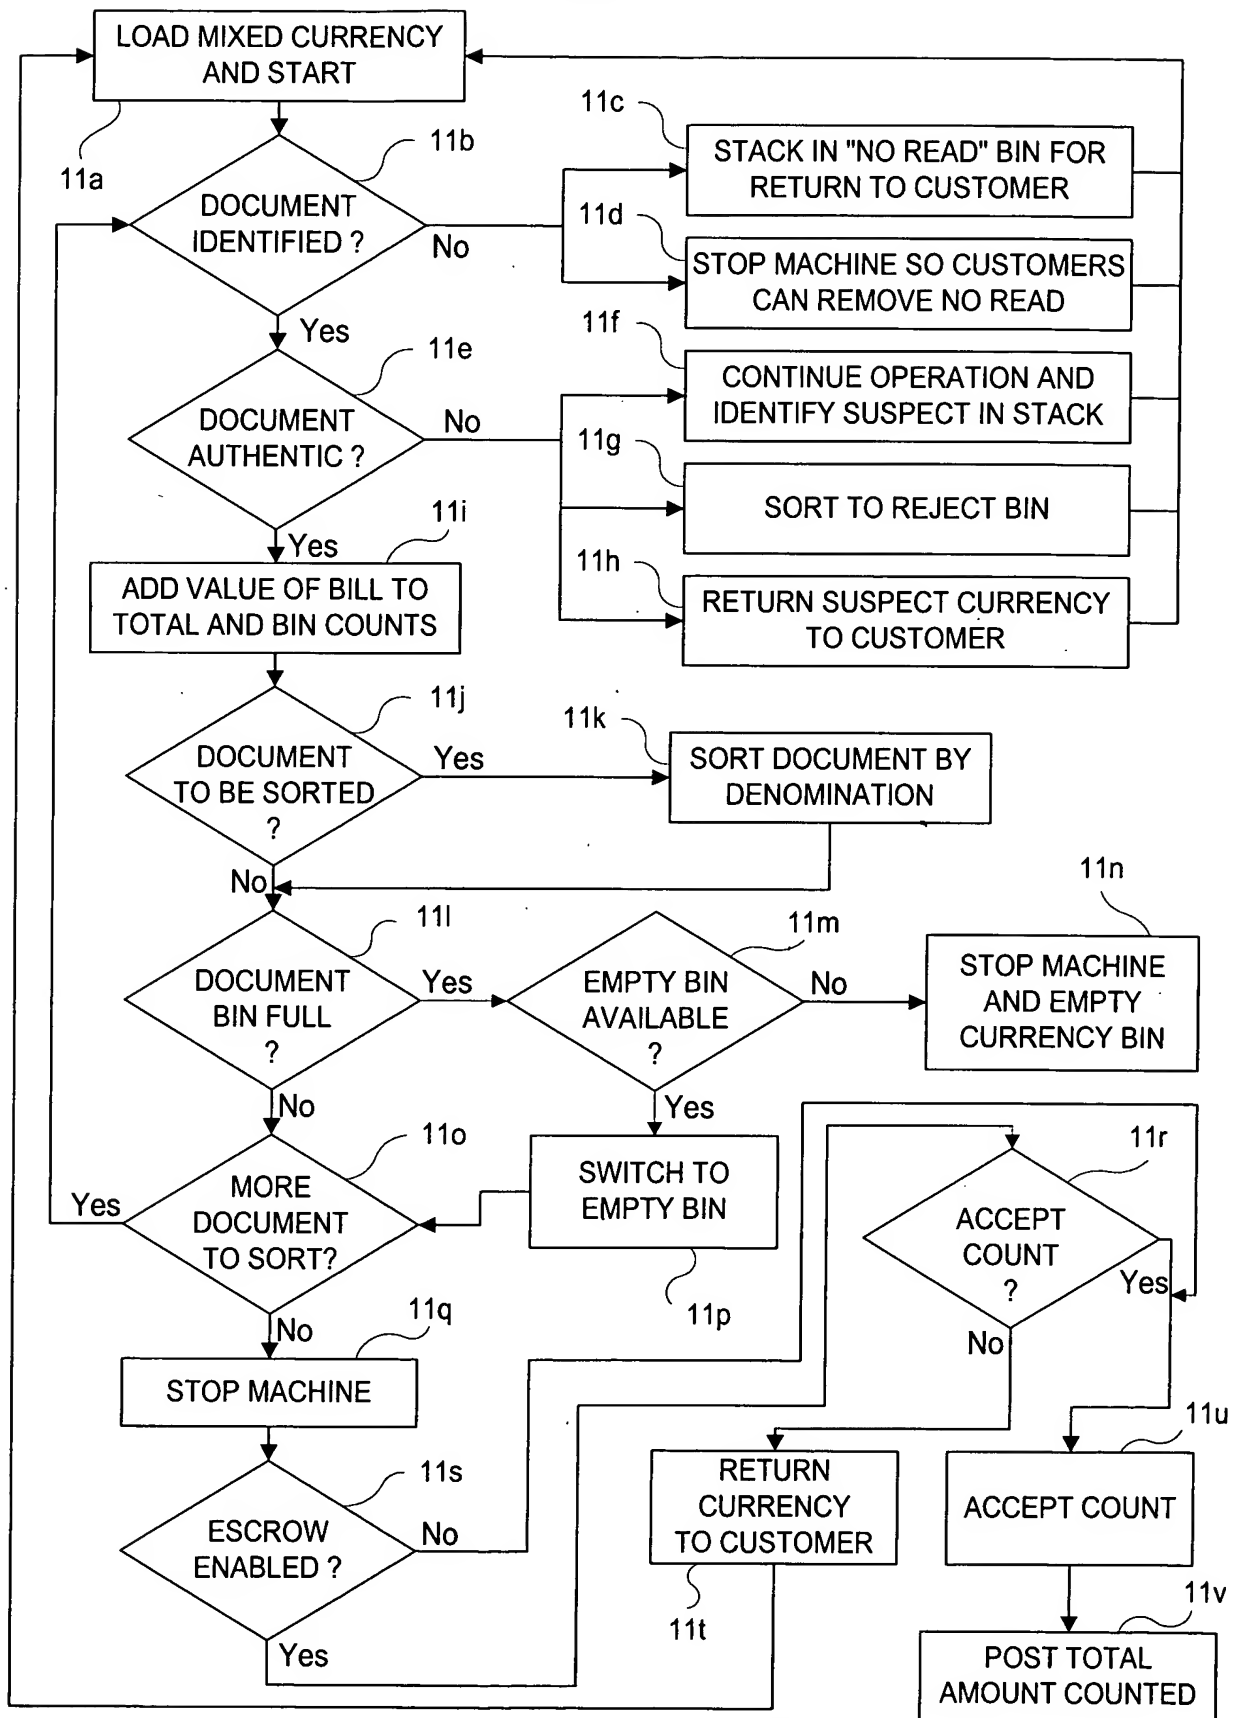 LOAD MIXED CURRENCY
AND START
11a
11b
DOCUMENT
IDENTIFIED ?
No
Yes
11c
STACK IN "NO READ" BIN FOR
RETURN TO CUSTOMER
11d
STOP MACHINE SO CUSTOMERS
CAN REMOVE NO READ
11e
DOCUMENT
AUTHENTIC ?
No
Yes
11f
CONTINUE OPERATION AND
IDENTIFY SUSPECT IN STACK
11g
SORT TO REJECT BIN
11h
RETURN SUSPECT CURRENCY
TO CUSTOMER
11i
ADD VALUE OF BILL TO
TOTAL AND BIN COUNTS
11j
DOCUMENT
TO BE SORTED
?
Yes
No
11k
SORT DOCUMENT BY
DENOMINATION
11l
DOCUMENT
BIN FULL
?
Yes
No
11m
EMPTY BIN
AVAILABLE
?
No
Yes
11n
STOP MACHINE
AND EMPTY
CURRENCY BIN
11o
MORE
DOCUMENT
TO SORT?
Yes
No
SWITCH TO
EMPTY BIN
11p
11r
ACCEPT
COUNT
?
Yes
No
11q
STOP MACHINE
11s
ESCROW
ENABLED ?
No
Yes
RETURN
CURRENCY
TO CUSTOMER
11t
11u
ACCEPT COUNT
11v
POST TOTAL
AMOUNT COUNTED